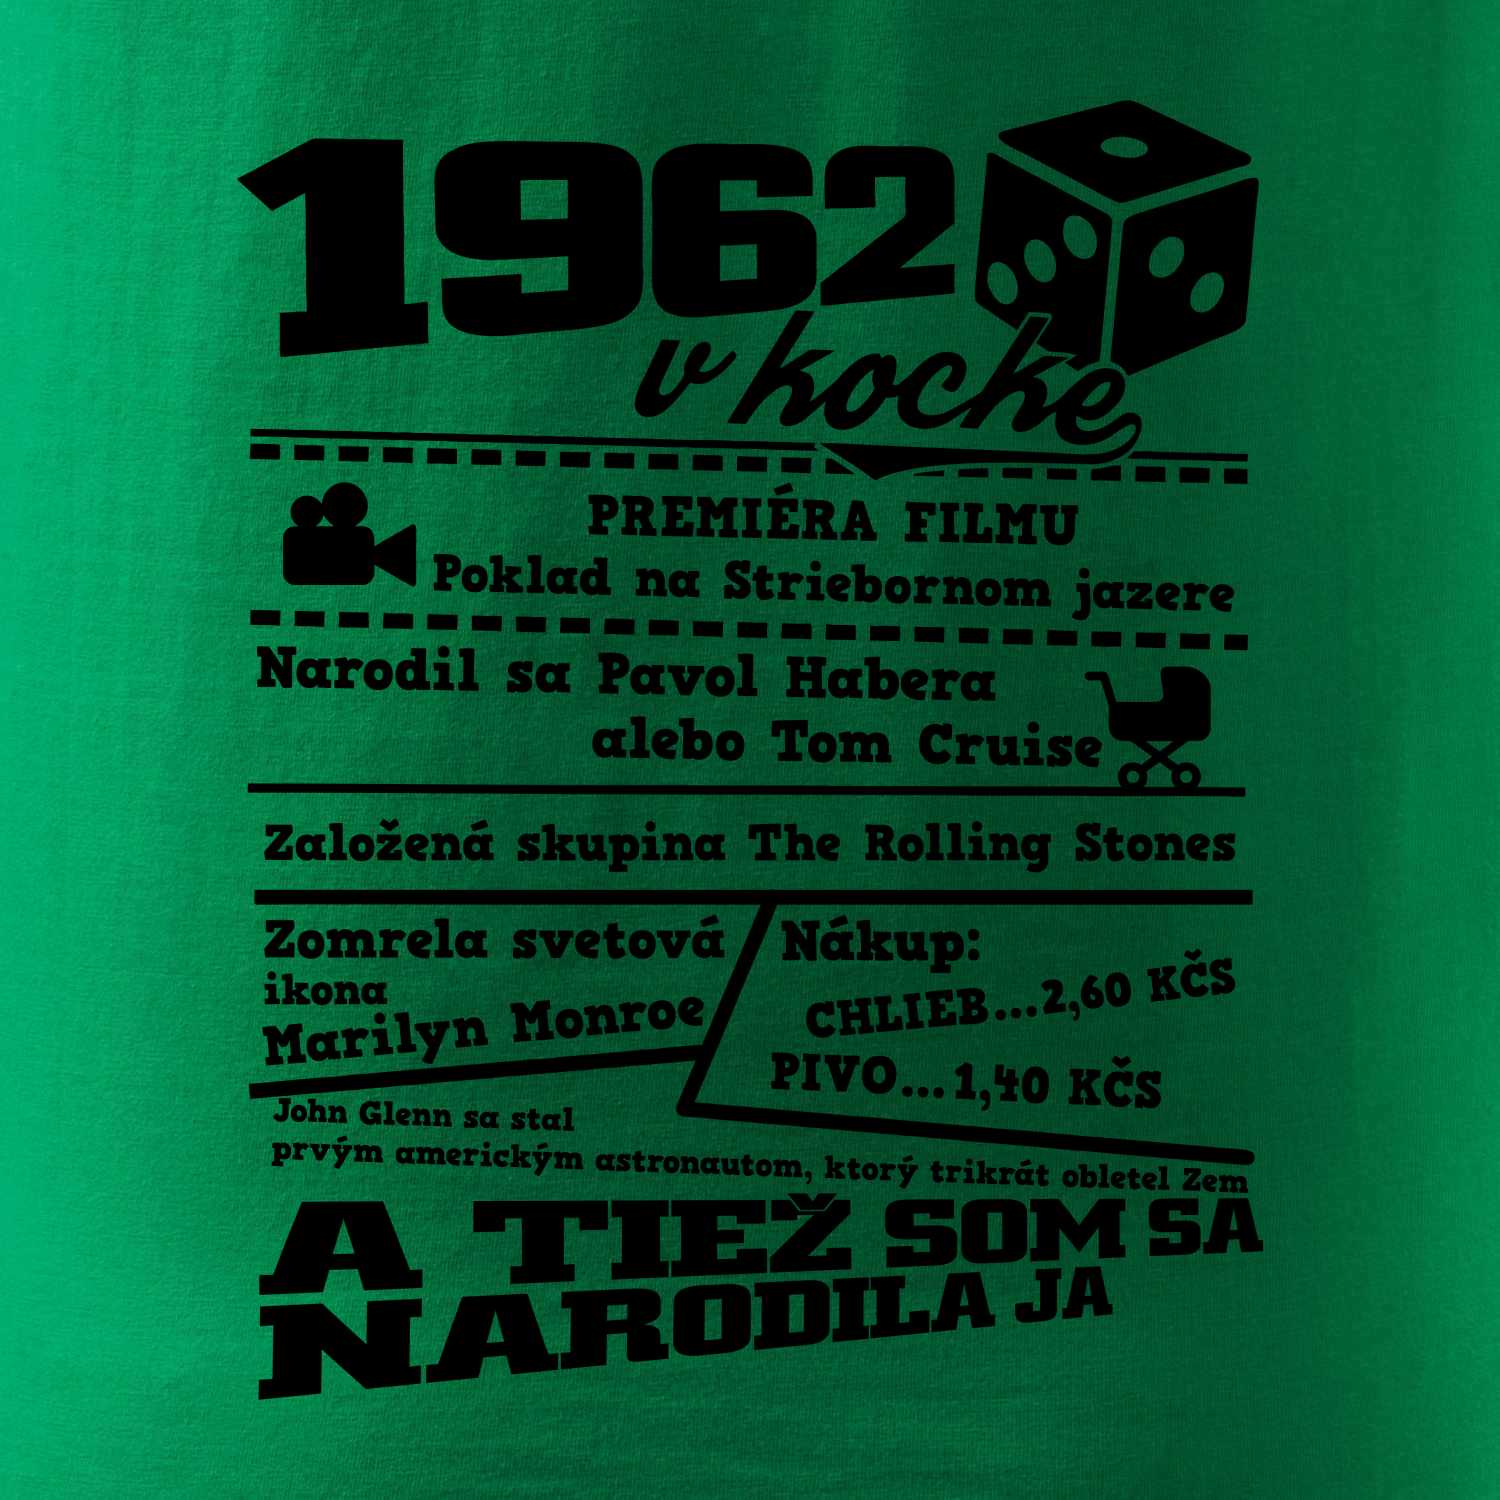 1962
v kocke
PREMIÉRA FILMU
Poklad na Striebornom jazere
Narodil sa Pavol Habera
alebo Tom Cruise
Založená skupina The Rolling Stones
Zomrela svetová
ikona
Marilyn Monroe
Nákup:
CHLIEB...2,60 KČS
PIVO...1,40 KČS
John Glenn sa stal
prvým americkým astronautom, ktorý trikrát obletel Zem
A TIEŽ SOM SA
NARODILA JA